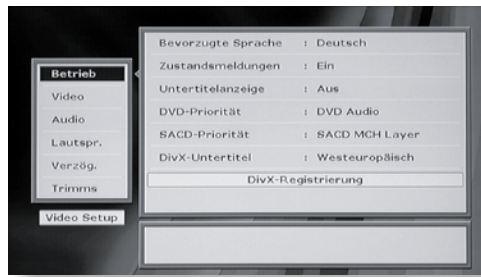 Betrieb
Video
Audio
Lautspr.
Verzög.
Trimms
Video Setup
Bevorzugte Sprache : Deutsch
Zustandsmeldungen : Ein
Untertitelanzeige : Aus
DVD-Priorität : DVD Audio
SACD-Priorität : SACD MCH Layer
DivX-Untertitel : Westeuropäisch
DivX-Registrierung